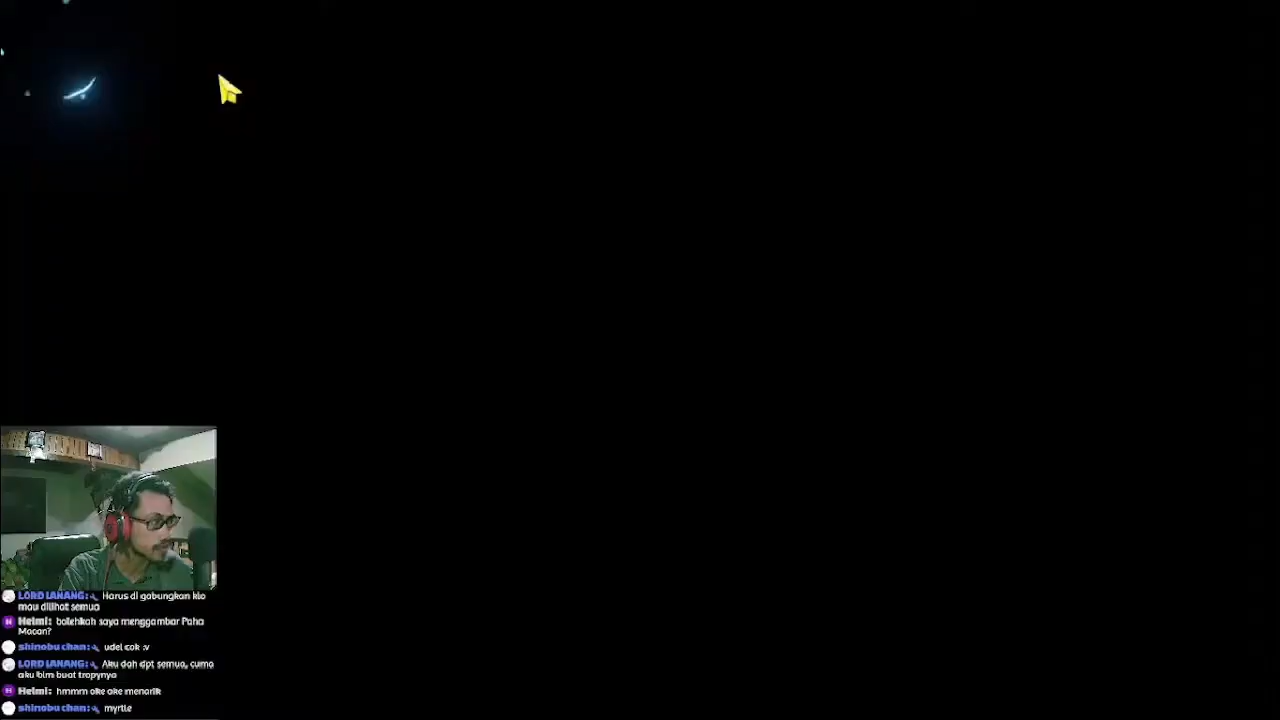 LORD LANANG: Harus di gabungkan klo
mau dilihat semua
Helmi: bolehkah saya menggambar Paha
Macan?
shinobu chan: udel cok :v
LORD LANANG: Aku dah dpt semua, cuma
aku blm buat tropynya
Helmi: hmmm oke oke menarik
shinobu chan: myrtle